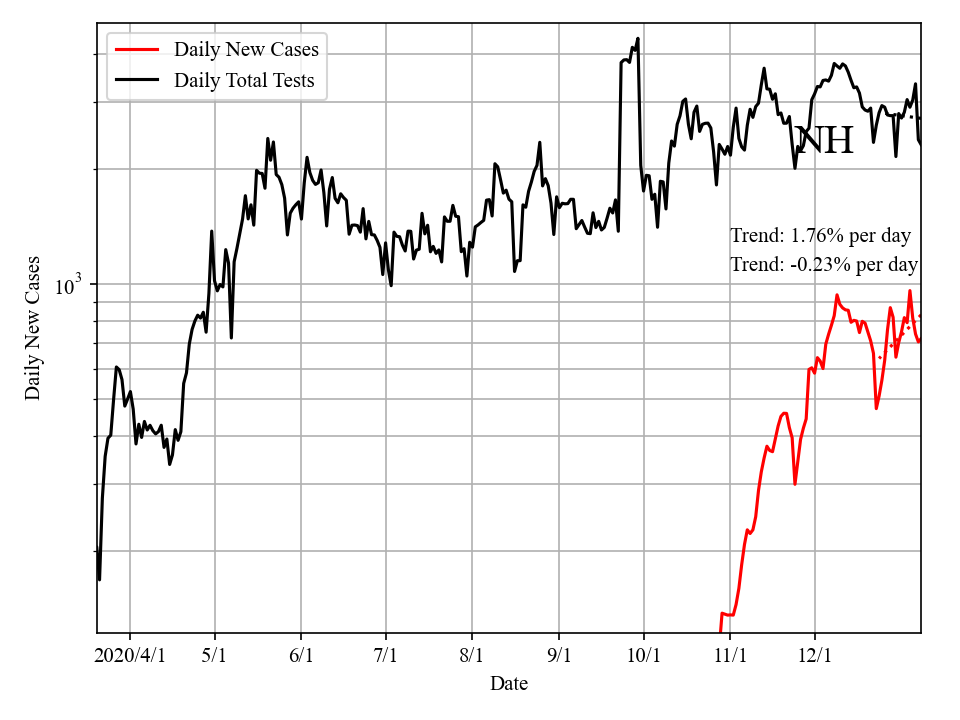 Daily New Cases
Daily Total Tests
NH
Trend: 1.76% per day
Trend: -0.23% per day
10³
Daily New Cases
2020/4/1 5/1 6/1 7/1 8/1 9/1 10/1 11/1 12/1
Date